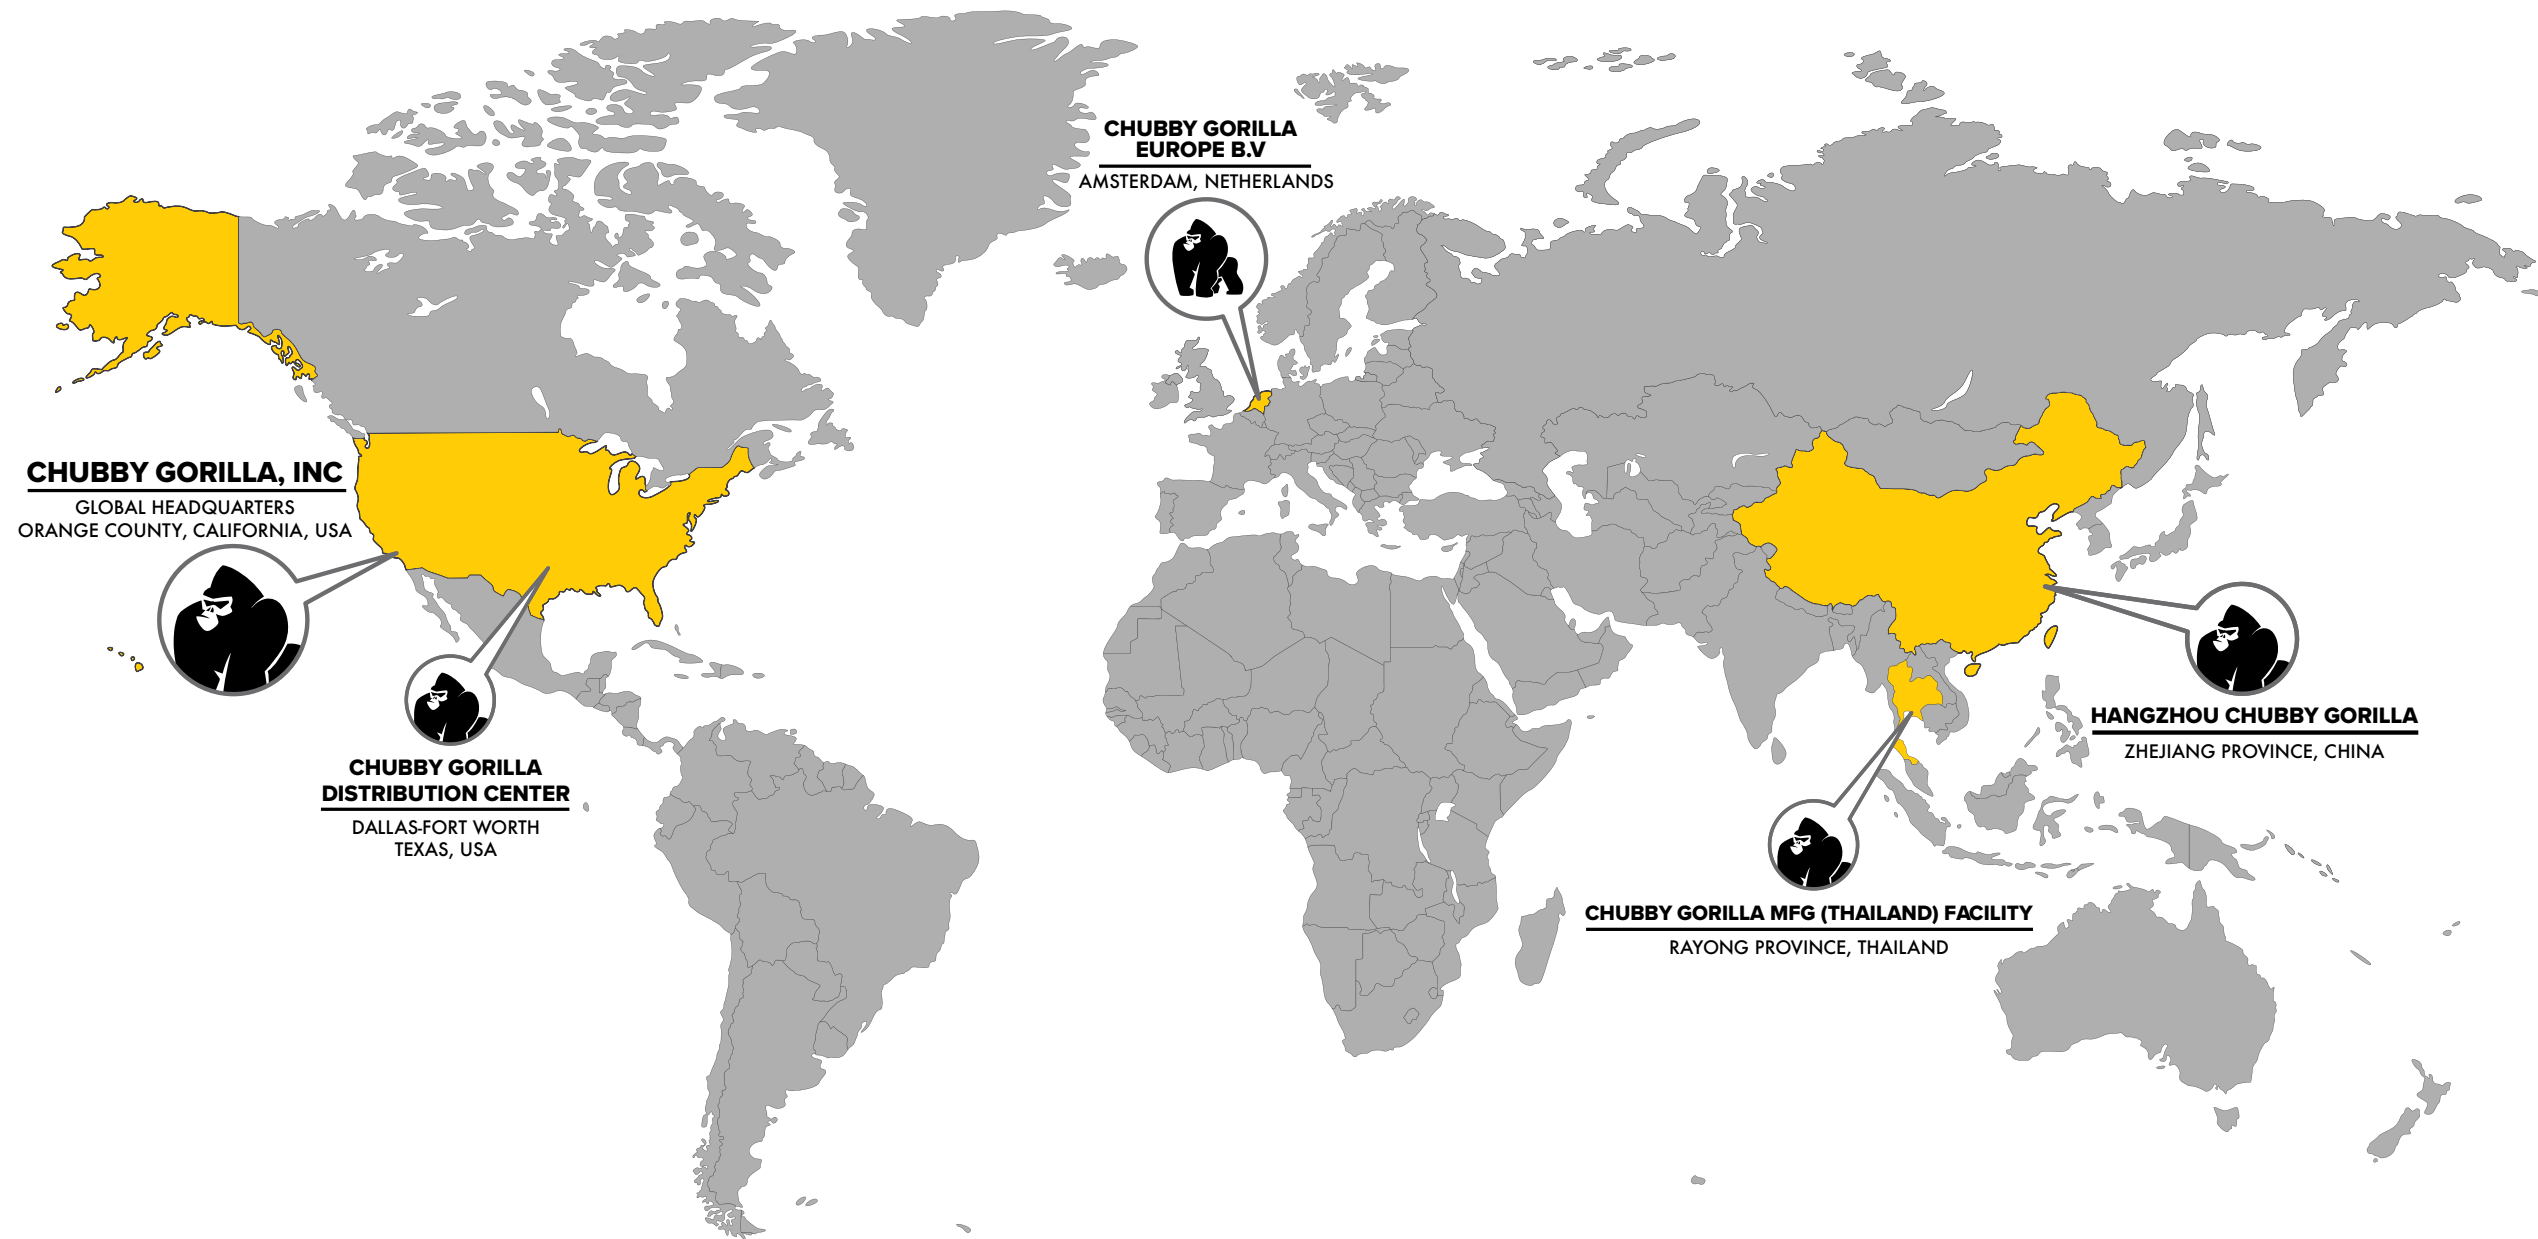 CHUBBY GORILLA
EUROPE B.V
AMSTERDAM, NETHERLANDS
CHUBBY GORILLA, INC
GLOBAL HEADQUARTERS
ORANGE COUNTY, CALIFORNIA, USA
CHUBBY GORILLA
DISTRIBUTION CENTER
DALLAS-FORT WORTH
TEXAS, USA
HANGZHOU CHUBBY GORILLA
ZHEJIANG PROVINCE, CHINA
CHUBBY GORILLA MFG (THAILAND) FACILITY
RAYONG PROVINCE, THAILAND